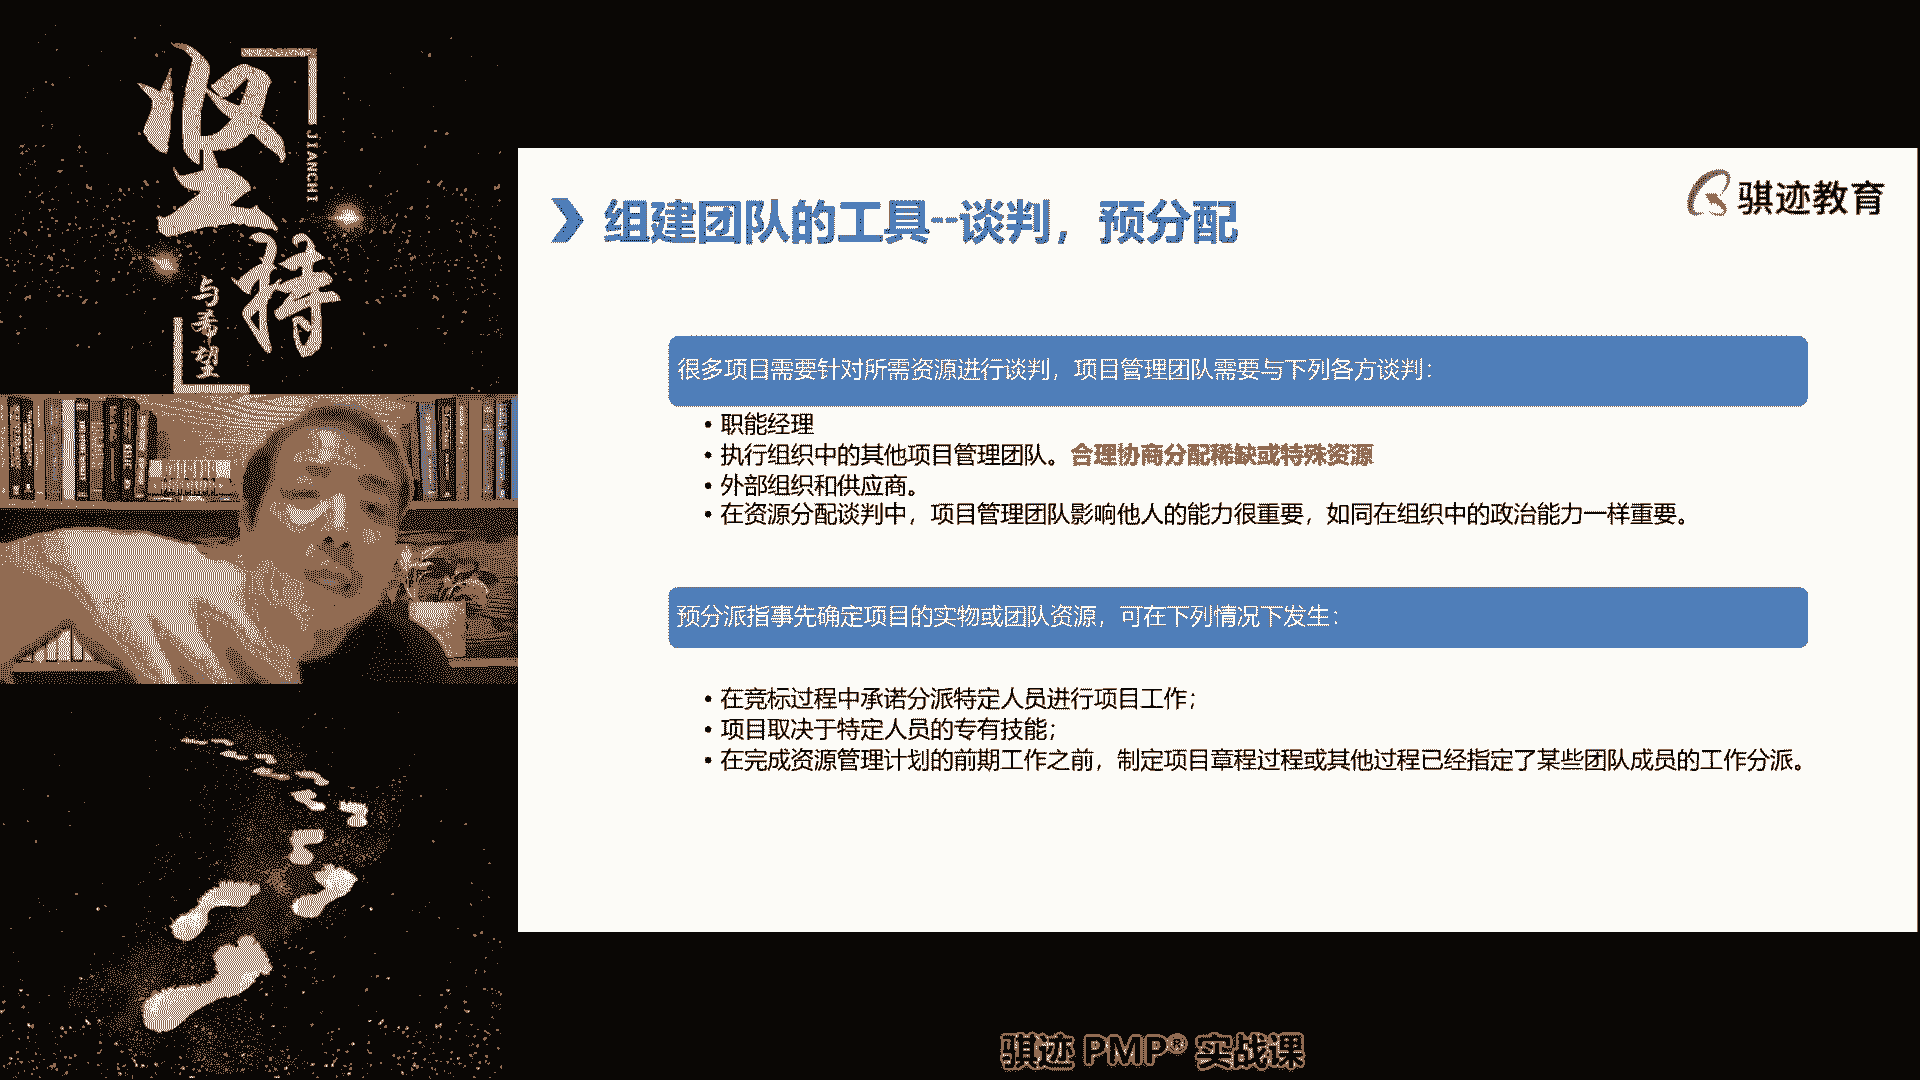 坚持
JIANCHI
与希望
骐迹教育
组建团队的工具--谈判，预分配
很多项目需要针对所需资源进行谈判，项目管理团队需要与下列各方谈判：
• 职能经理
• 执行组织中的其他项目管理团队。合理协商分配稀缺或特殊资源
• 外部组织和供应商。
• 在资源分配谈判中，项目管理团队影响他人的能力很重要，如同在组织中的政治能力一样重要。
预分派指事先确定项目的实物或团队资源，可在下列情况下发生：
• 在竞标过程中承诺分派特定人员进行项目工作；
• 项目取决于特定人员的专有技能；
• 在完成资源管理计划的前期工作之前，制定项目章程过程或其他过程已经指定了某些团队成员的工作分派。
骐迹 PMP® 实战课